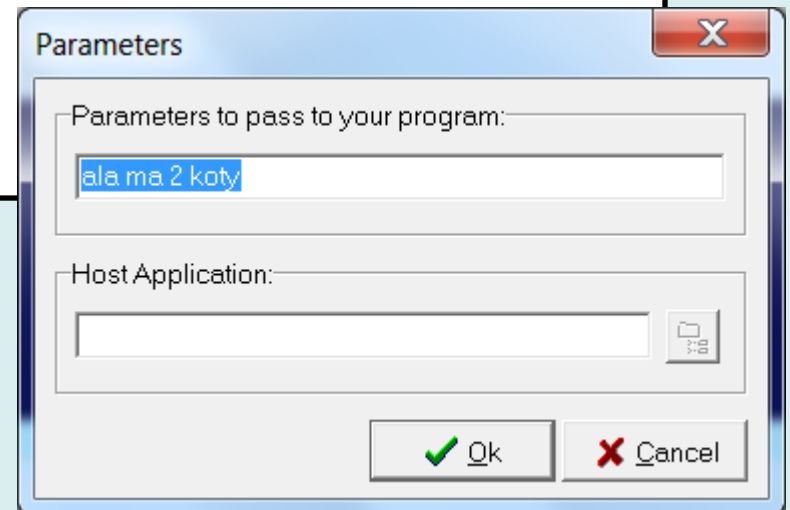 Parameters
Parameters to pass to your program:
ala ma 2 koty
Host Application:
Ok
Cancel